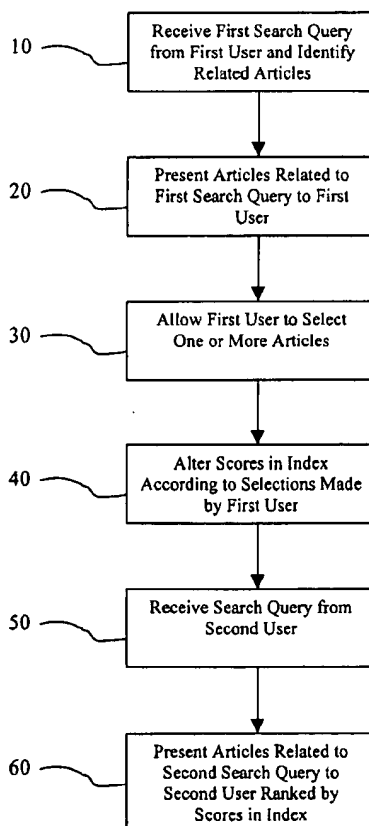 10
Receive First Search Query
from First User and Identify
Related Articles
20
Present Articles Related to
First Search Query to First
User
30
Allow First User to Select
One or More Articles
40
Alter Scores in Index
According to Selections Made
by First User
50
Receive Search Query from
Second User
60
Present Articles Related to
Second Search Query to
Second User Ranked by
Scores in Index